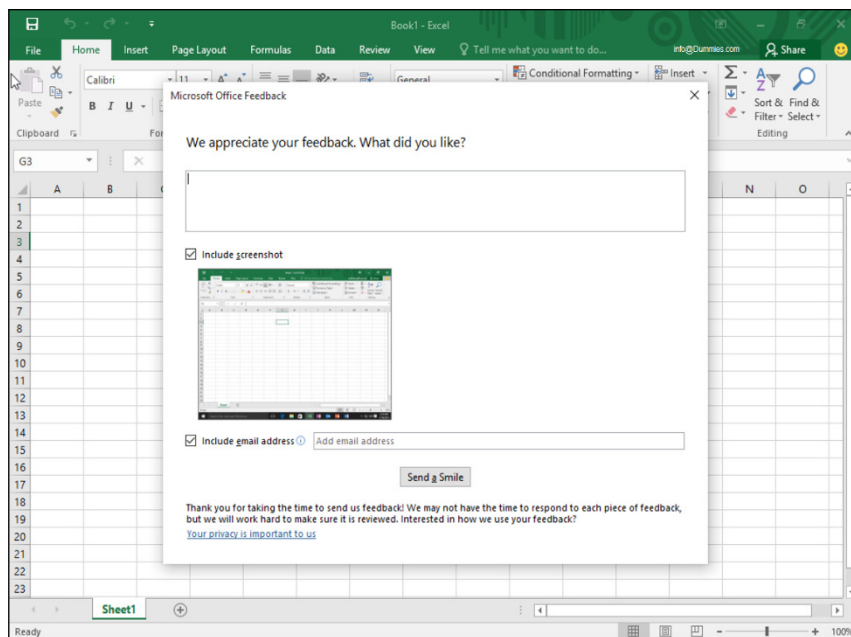 Book1 - Excel
File Home Insert Page Layout Formulas Data Review View Tell me what you want to do... info@Dummies.com Share
Calibri 11 General Conditional Formatting Insert
Paste
B I U
Sort & Find &
Filter Select
Clipboard For Editing
Microsoft Office Feedback
We appreciate your feedback. What did you like?
G3
A B N O
1
2
3
4
5
6
7
8
9
10
11
12
13
14
15
16
17
18
19
20
21
22
23
Include screenshot
Include email address Add email address
Send a Smile
Thank you for taking the time to send us feedback! We may not have the time to respond to each piece of feedback,
but we will work hard to make sure it is reviewed. Interested in how we use your feedback?
Your privacy is important to us
Sheet1
Ready 100%